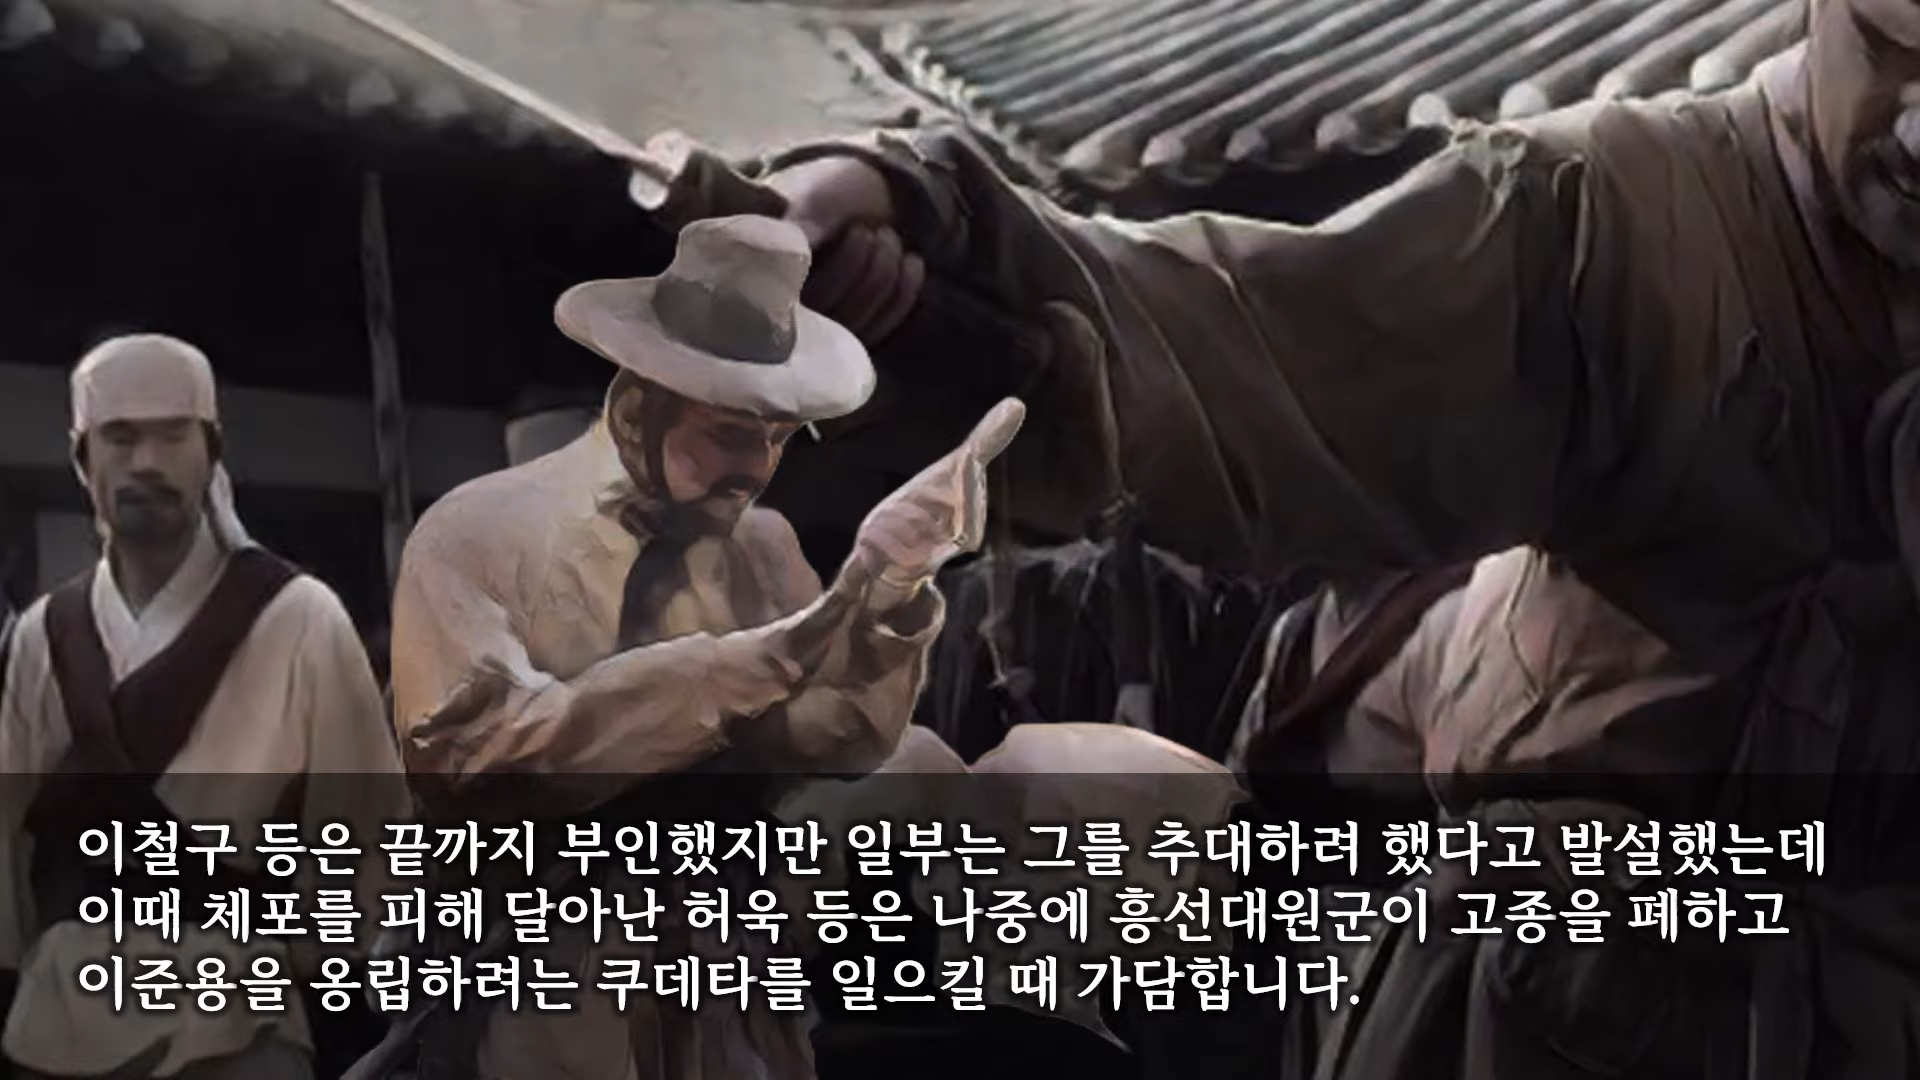 이철구 등은 끝까지 부인했지만 일부는 그를 추대하려 했다고 발설했는데
이때 체포를 피해 달아난 허욱 등은 나중에 흥선대원군이 고종을 폐하고
이준용을 옹립하려는 쿠데타를 일으킬 때 가담합니다.